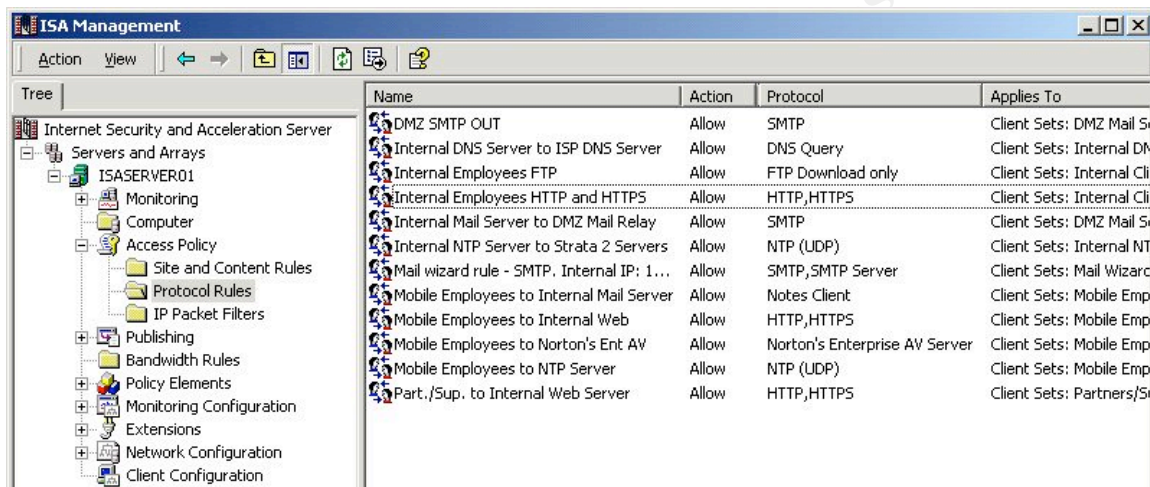 ISA Management
Action View
Tree
Internet Security and Acceleration Server
Servers and Arrays
ISASERVER01
Monitoring
Computer
Access Policy
Site and Content Rules
Protocol Rules
IP Packet Filters
Publishing
Bandwidth Rules
Policy Elements
Monitoring Configuration
Extensions
Network Configuration
Client Configuration
Name Action Protocol Applies To
DMZ SMTP OUT Allow SMTP Client Sets: DMZ Mail S
Internal DNS Server to ISP DNS Server Allow DNS Query Client Sets: Internal DN
Internal Employees FTP Allow FTP Download only Client Sets: Internal Cli
Internal Employees HTTP and HTTPS Allow HTTP,HTTPS Client Sets: Internal Cli
Internal Mail Server to DMZ Mail Relay Allow SMTP Client Sets: DMZ Mail S
Internal NTP Server to Strata 2 Servers Allow NTP (UDP) Client Sets: Internal NT
Mail wizard rule - SMTP. Internal IP: 1... Allow SMTP,SMTP Server Client Sets: Mail Wizard
Mobile Employees to Internal Mail Server Allow Notes Client Client Sets: Mobile Emp
Mobile Employees to Internal Web Allow HTTP,HTTPS Client Sets: Mobile Emp
Mobile Employees to Norton's Ent AV Allow Norton's Enterprise AV Server Client Sets: Mobile Emp
Mobile Employees to NTP Server Allow NTP (UDP) Client Sets: Mobile Emp
Part./Sup. to Internal Web Server Allow HTTP,HTTPS Client Sets: Partners/S